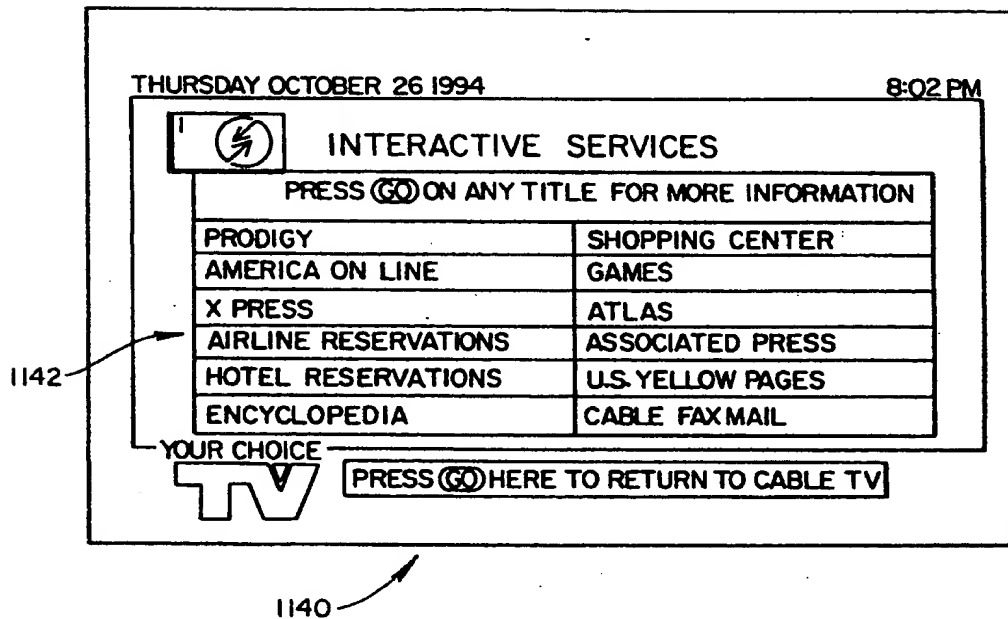 THURSDAY OCTOBER 26 1994 8:02 PM
1 INTERACTIVE SERVICES
PRESS GO ON ANY TITLE FOR MORE INFORMATION
PRODIGY SHOPPING CENTER
AMERICA ON LINE GAMES
X PRESS ATLAS
AIRLINE RESERVATIONS ASSOCIATED PRESS
1142
HOTEL RESERVATIONS U.S. YELLOW PAGES
ENCYCLOPEDIA CABLE FAXMAIL
YOUR CHOICE
TV PRESS GO HERE TO RETURN TO CABLE TV
1140